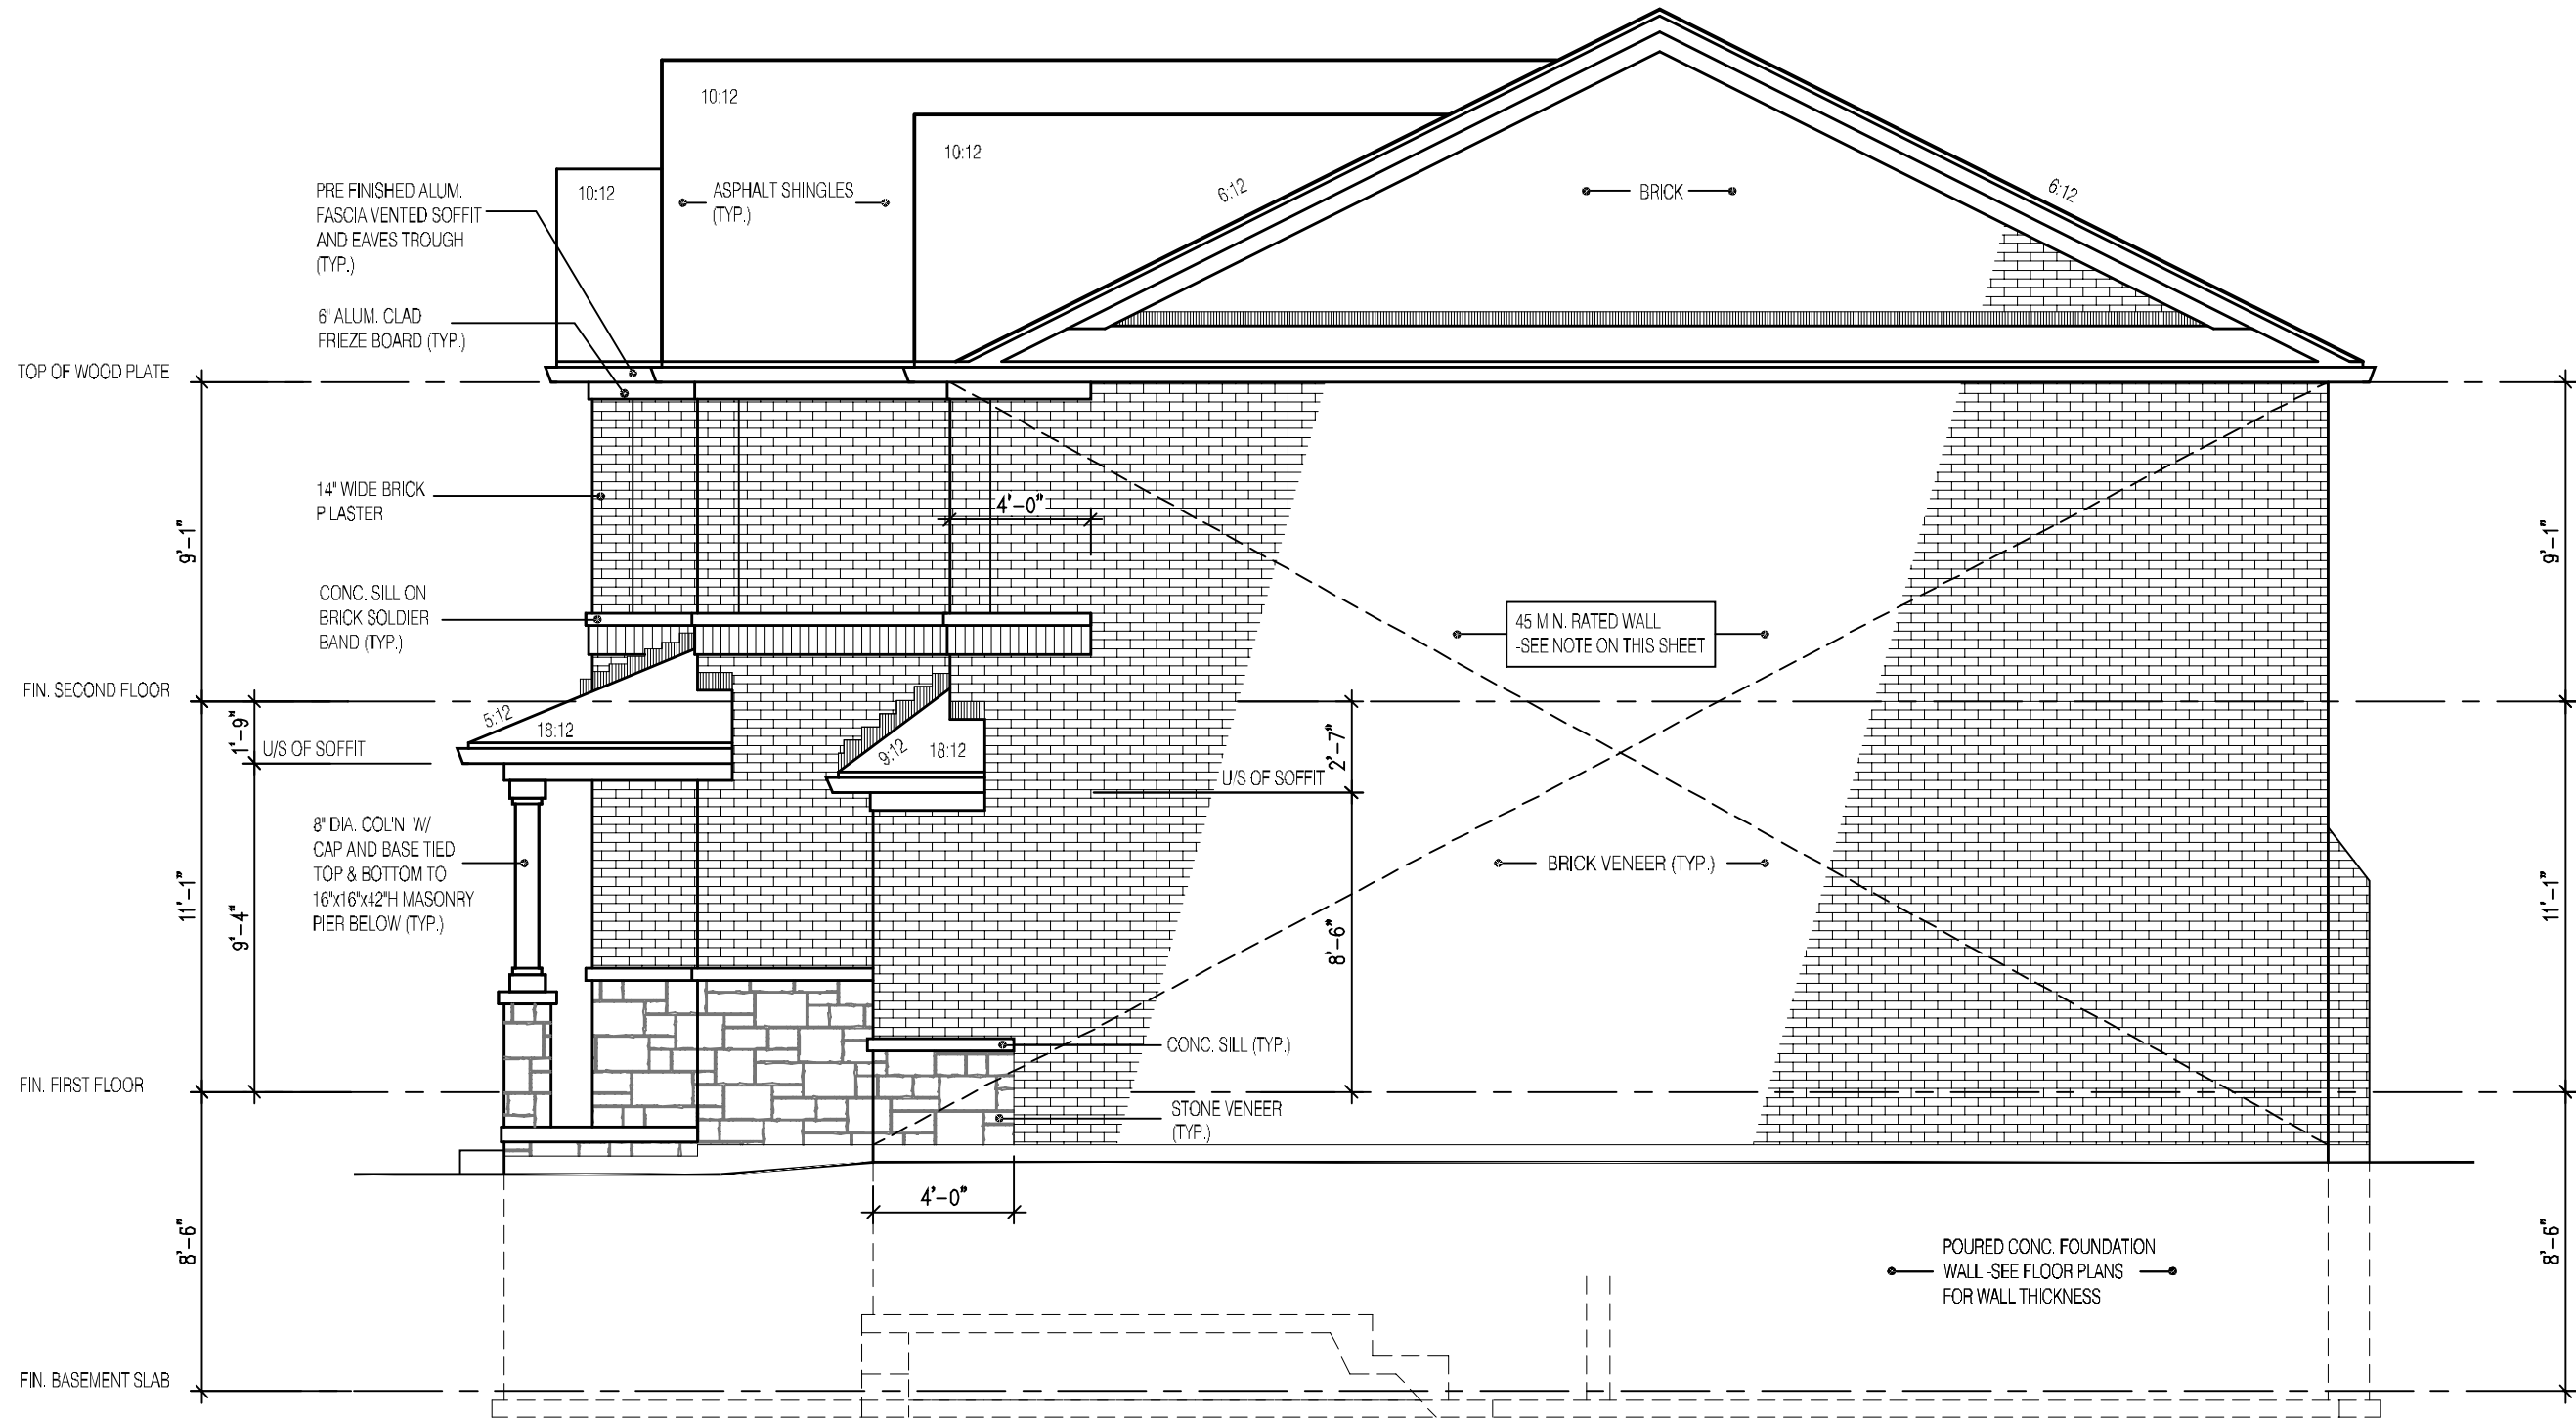 10:12
10:12
10:12
PRE FINISHED ALUM.
FASCIA VENTED SOFFIT
AND EAVES TROUGH
(TYP.)
ASPHALT SHINGLES
(TYP.)
6:12
BRICK
6:12
6" ALUM. CLAD
FRIEZE BOARD (TYP.)
TOP OF WOOD PLATE
14" WIDE BRICK
PILASTER
4'-0"
9'-1"
9'-1"
CONC. SILL ON
BRICK SOLDIER
BAND (TYP.)
45 MIN. RATED WALL
-SEE NOTE ON THIS SHEET
FIN. SECOND FLOOR
5:12
18:12
1'-9"
U/S OF SOFFIT
9:12
18:12
2'-7"
U/S OF SOFFIT
8" DIA. COL'N W/
CAP AND BASE TIED
TOP & BOTTOM TO
16"x16"x42"H MASONRY
PIER BELOW (TYP.)
BRICK VENEER (TYP.)
11'-1"
9'-4"
8'-6"
11'-1"
CONC. SILL (TYP.)
FIN. FIRST FLOOR
STONE VENEER
(TYP.)
4'-0"
8'-6"
8'-6"
POURED CONC. FOUNDATION
WALL -SEE FLOOR PLANS
FOR WALL THICKNESS
FIN. BASEMENT SLAB